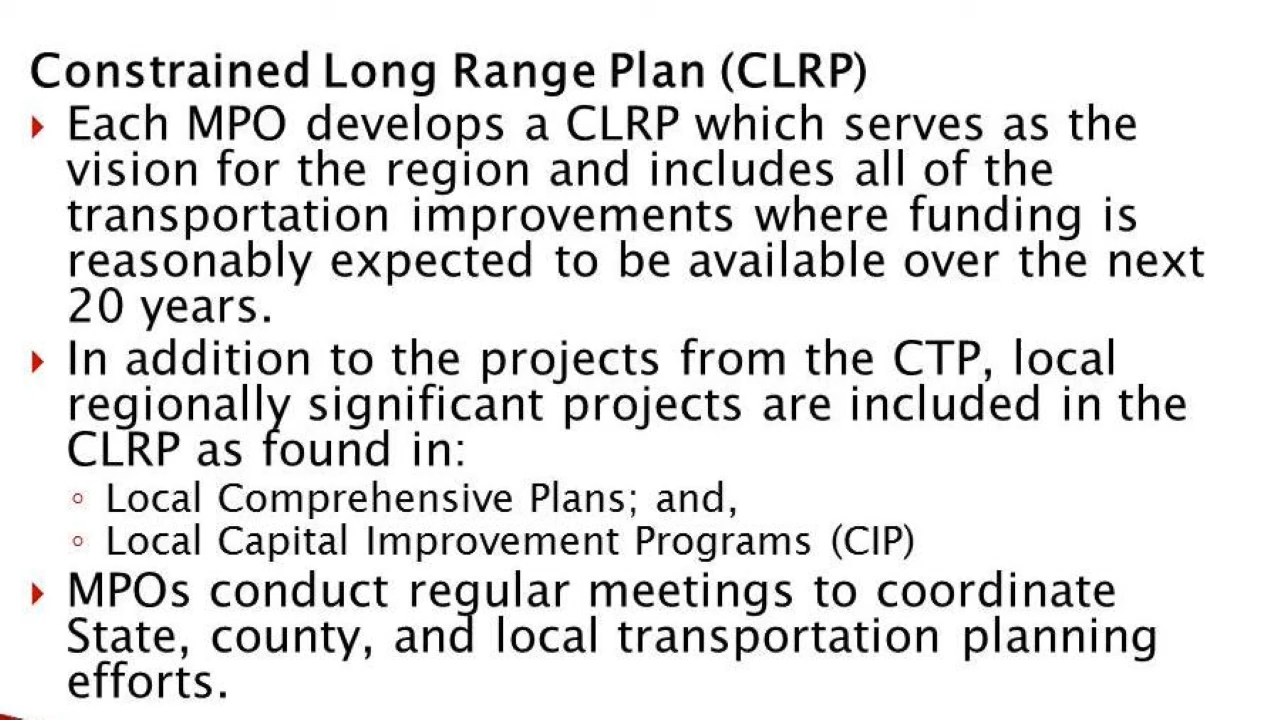 Constrained Long Range Plan (CLRP)
Each MPO develops a CLRP which serves as the
vision for the region and includes all of the
transportation improvements where funding is
reasonably expected to be available over the next
20 years.
In addition to the projects from the CTP, local
regionally significant projects are included in the
CLRP as found in:
Local Comprehensive Plans; and,
Local Capital Improvement Programs (CIP)
MPOs conduct regular meetings to coordinate
State, county, and local transportation planning
efforts.